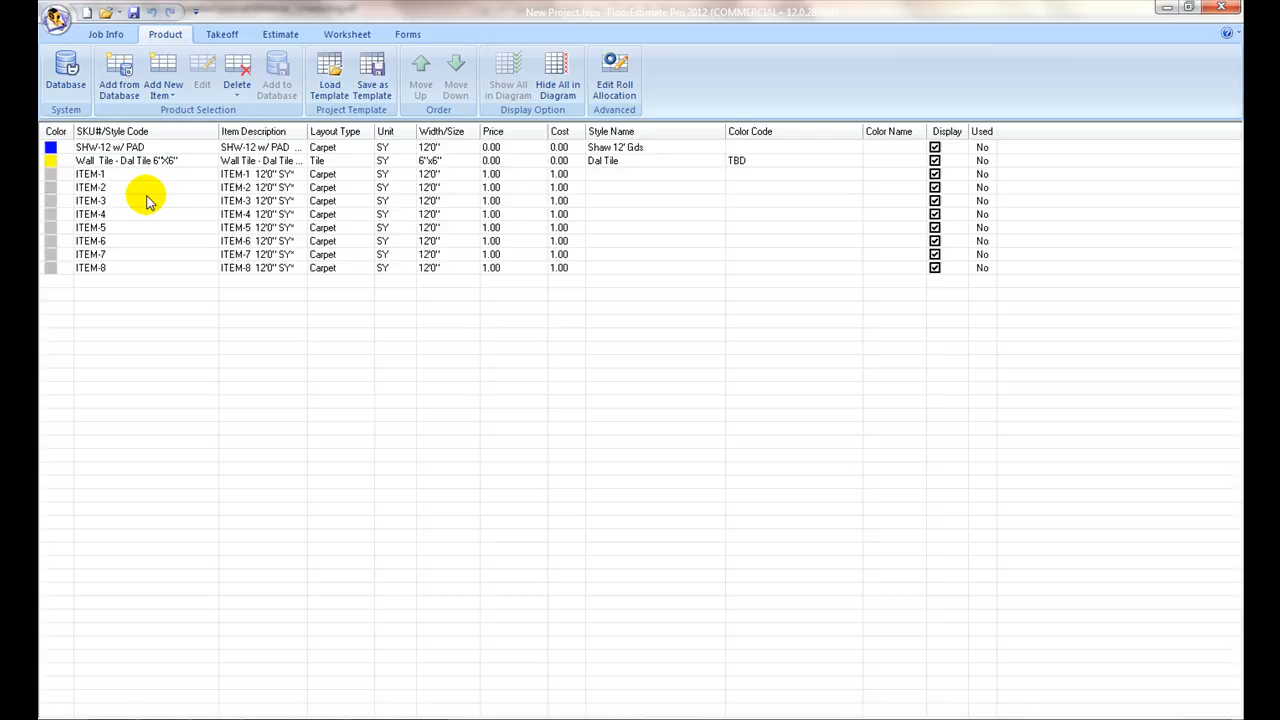 New Project.feps - FloorEstimate Pro 2012 (COMMERCIAL+ 12.0.28
Job Info Product Takeoff Estimate Worksheet Forms
Database Add from Database Add New Item Edit Delete Add to Database Load Template Save as Template Move Up Move Down Show All in Diagram Hide All in Diagram Edit Roll Allocation
System Product Selection Project Template Order Display Option Advanced
Color SKU#/Style Code Item Description Layout Type Unit Width/Size Price Cost Style Name Color Code Color Name Display Used
SHW-12 w/ PAD SHW-12 w/ PAD ... Carpet SY 12'0" 0.00 0.00 Shaw 12' Gds No
Wall Tile - Dal Tile 6"X6" Wall Tile - Dal Tile ... Tile SY 6"x6" 0.00 0.00 Dal Tile TBD No
ITEM-1 ITEM-1 12'0" SY* Carpet SY 12'0" 1.00 1.00 No
ITEM-2 ITEM-2 12'0" SY* Carpet SY 12'0" 1.00 1.00 No
ITEM-3 ITEM-3 12'0" SY* Carpet SY 12'0" 1.00 1.00 No
ITEM-4 ITEM-4 12'0" SY* Carpet SY 12'0" 1.00 1.00 No
ITEM-5 ITEM-5 12'0" SY* Carpet SY 12'0" 1.00 1.00 No
ITEM-6 ITEM-6 12'0" SY* Carpet SY 12'0" 1.00 1.00 No
ITEM-7 ITEM-7 12'0" SY* Carpet SY 12'0" 1.00 1.00 No
ITEM-8 ITEM-8 12'0" SY* Carpet SY 12'0" 1.00 1.00 No